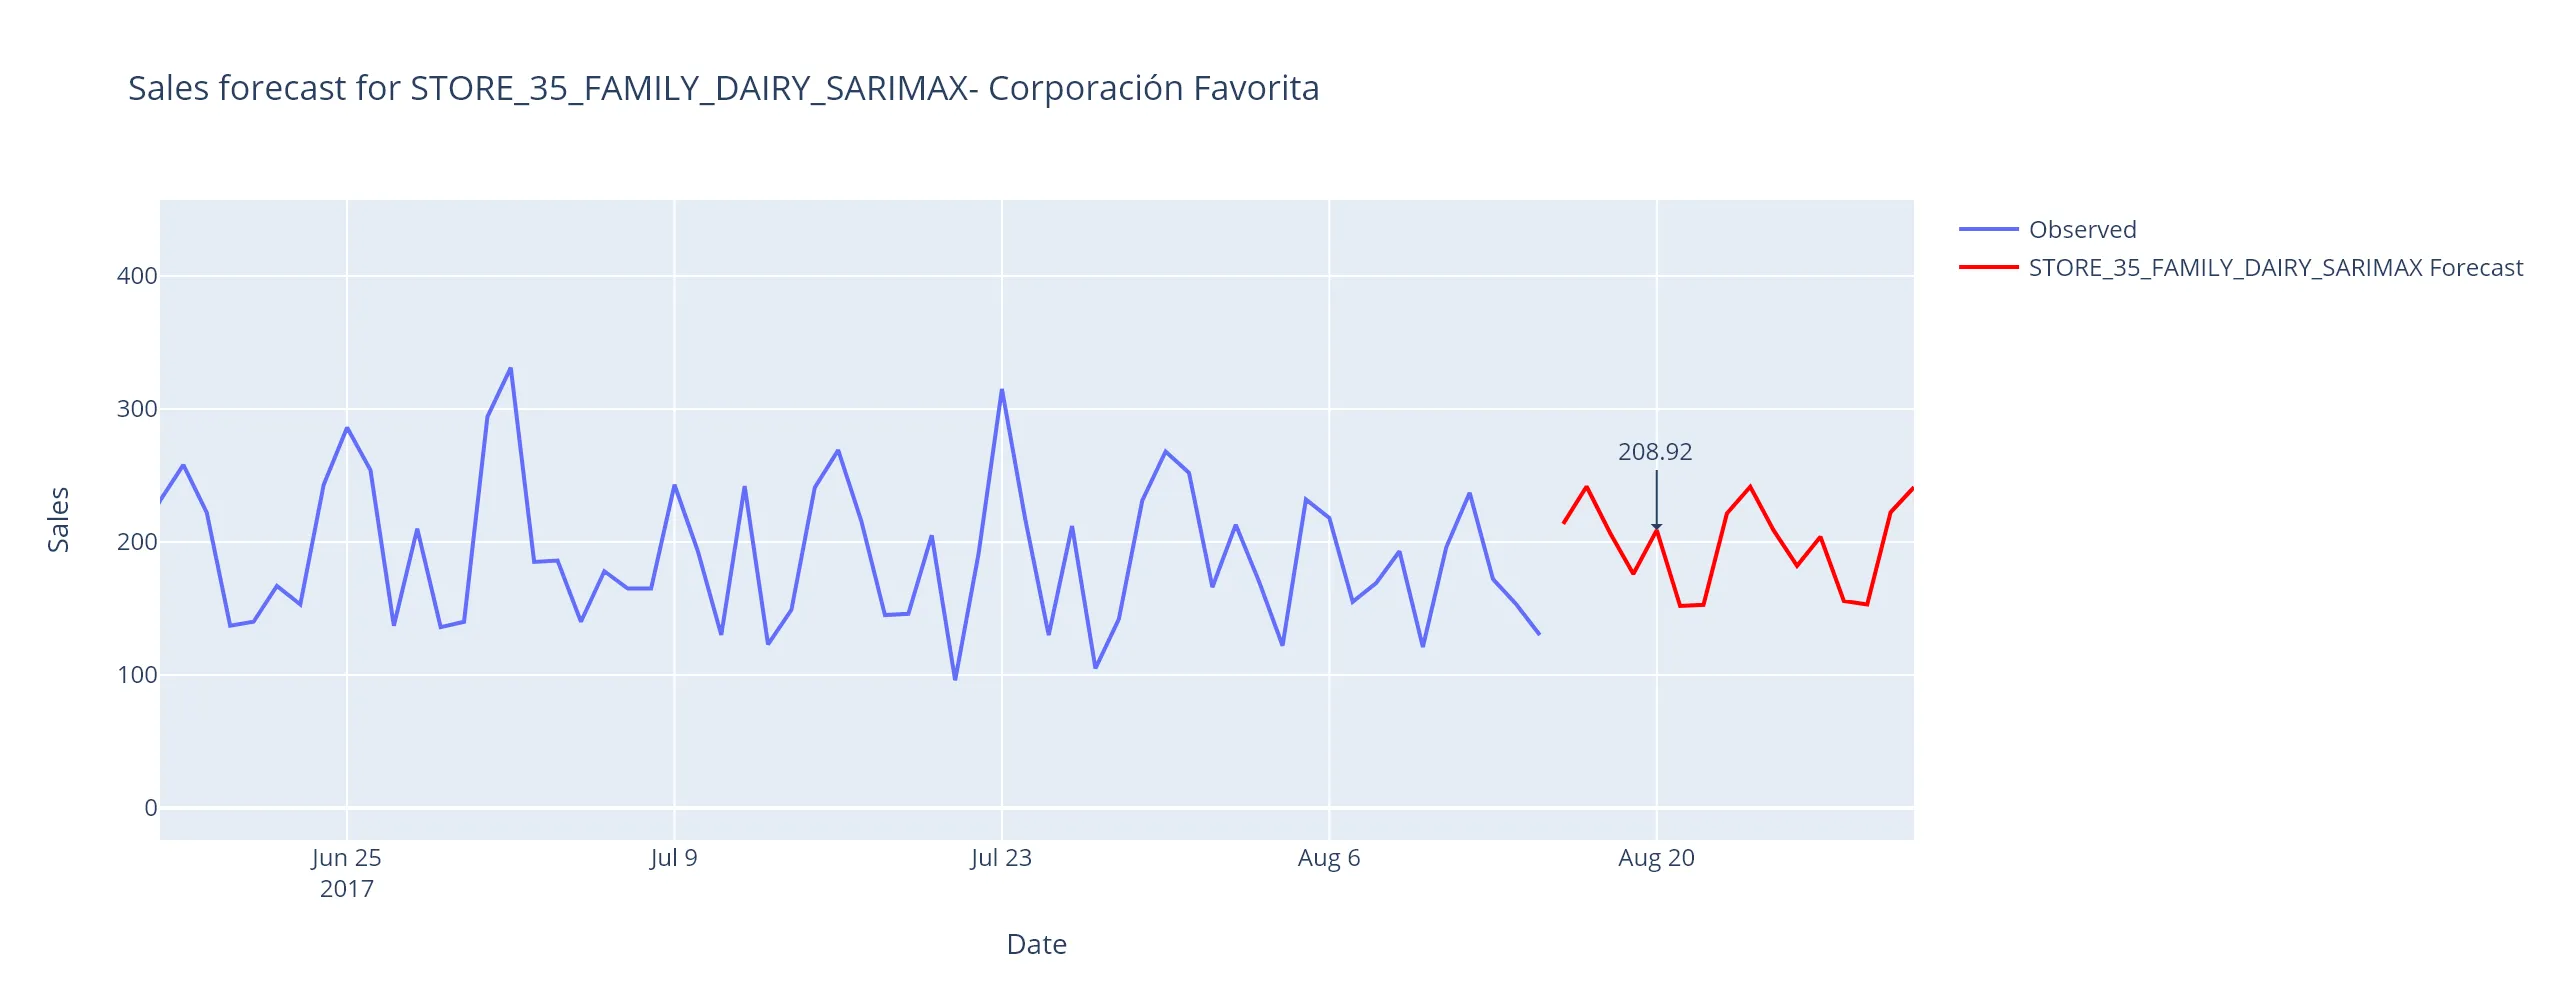 Sales forecast for STORE_35_FAMILY_DAIRY_SARIMAX- Corporación Favorita
Observed
STORE_35_FAMILY_DAIRY_SARIMAX Forecast
400
300
200
100
0
Sales
208.92
Jun 25
2017
Jul 9
Jul 23
Aug 6
Aug 20
Date